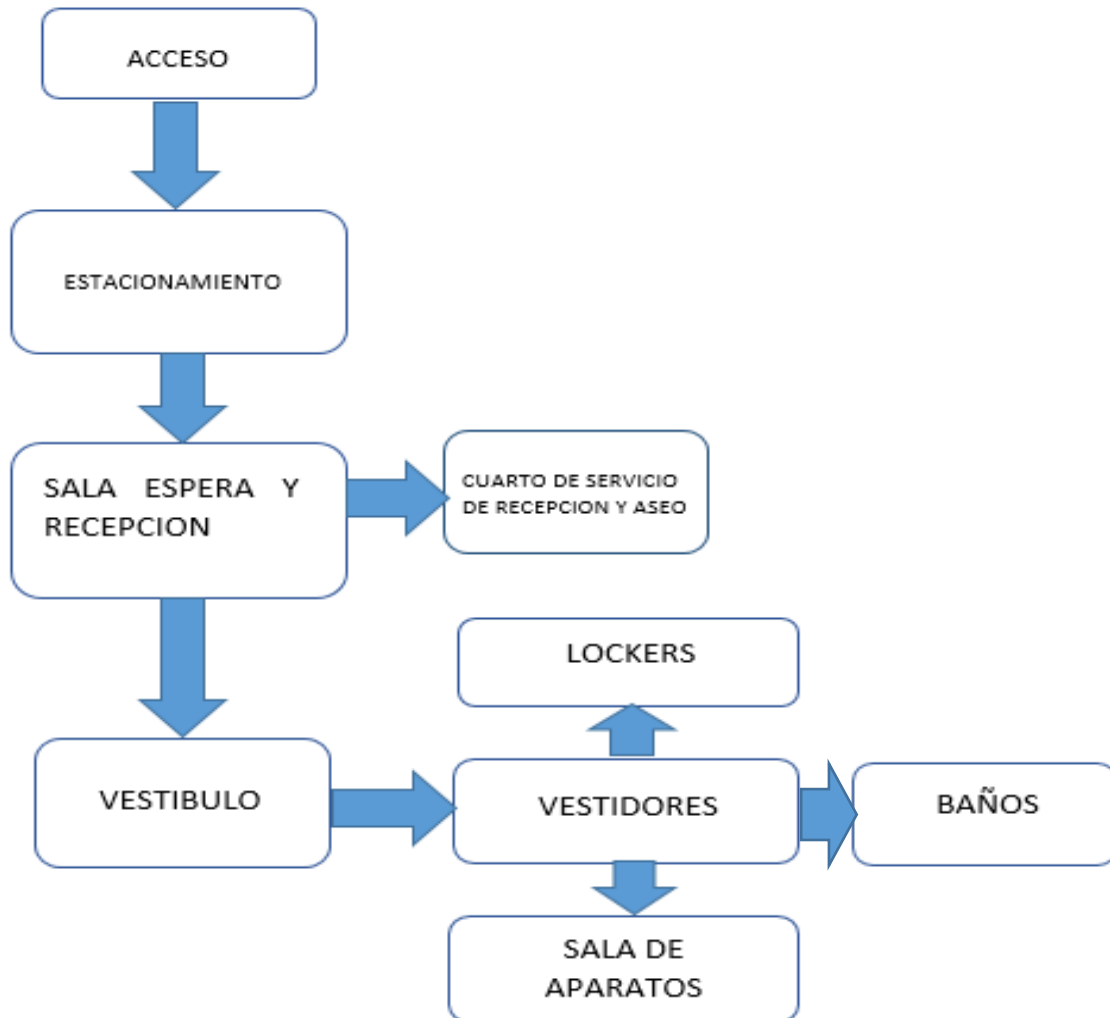 ACCESO
ESTACIONAMIENTO
SALA ESPERA Y
RECEPCION
CUARTO DE SERVICIO
DE RECEPCION Y ASEO
LOCKERS
VESTIBULO
VESTIDORES
BAÑOS
SALA DE
APARATOS